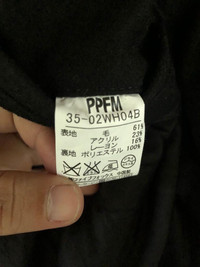 PPFM
35-02WH04B
表地 毛 61%
アクリル 23%
レーヨン 16%
裏地 ポリエステル 100%